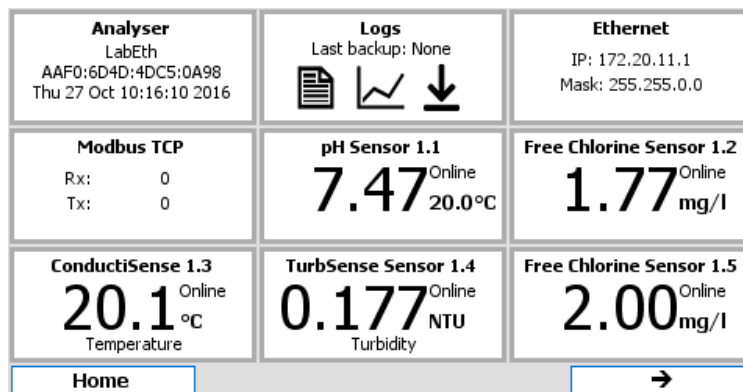 Analyser
LabEth
AAF0:6D4D:4DC5:0A98
Thu 27 Oct 10:16:10 2016
Logs
Last backup: None
Ethernet
IP: 172.20.11.1
Mask: 255.255.0.0
Modbus TCP
Rx: 0
Tx: 0
pH Sensor 1.1
7.47 Online
20.0°C
Free Chlorine Sensor 1.2
1.77 Online
mg/l
ConductiSense 1.3
20.1 Online
°C
Temperature
TurbSense Sensor 1.4
0.177 Online
NTU
Turbidity
Free Chlorine Sensor 1.5
2.00 Online
mg/l
Home
→